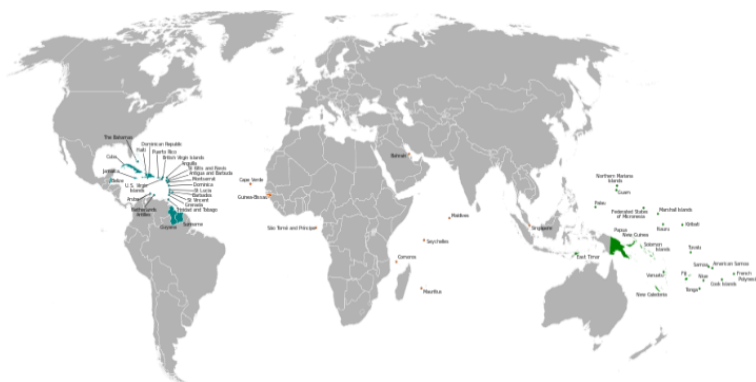 The Bahamas
Cuba
Haiti
Dominican Republic
Puerto Rico
British Virgin Islands
Anguilla
St Kitts and Nevis
Antigua and Barbuda
Montserrat
Dominica
St Lucia
Barbados
St Vincent
Grenada
Trinidad and Tobago
Jamaica
Belize
U.S. Virgin
Islands
Aruba
Netherlands
Antilles
Guyana
Suriname
Cape Verde
Guinea-Bissau
São Tomé and Principe
Bahrain
Maldives
Seychelles
Comoros
Mauritius
Singapore
East Timor
Northern Mariana
Islands
Palau
Federated States
of Micronesia
Marshall Islands
Nauru
Kiribati
Papua
New Guinea
Solomon
Islands
Tuvalu
Vanuatu
Fiji
Samoa
American Samoa
Niue
French
Polynesia
Tonga
Cook Islands
New Caledonia